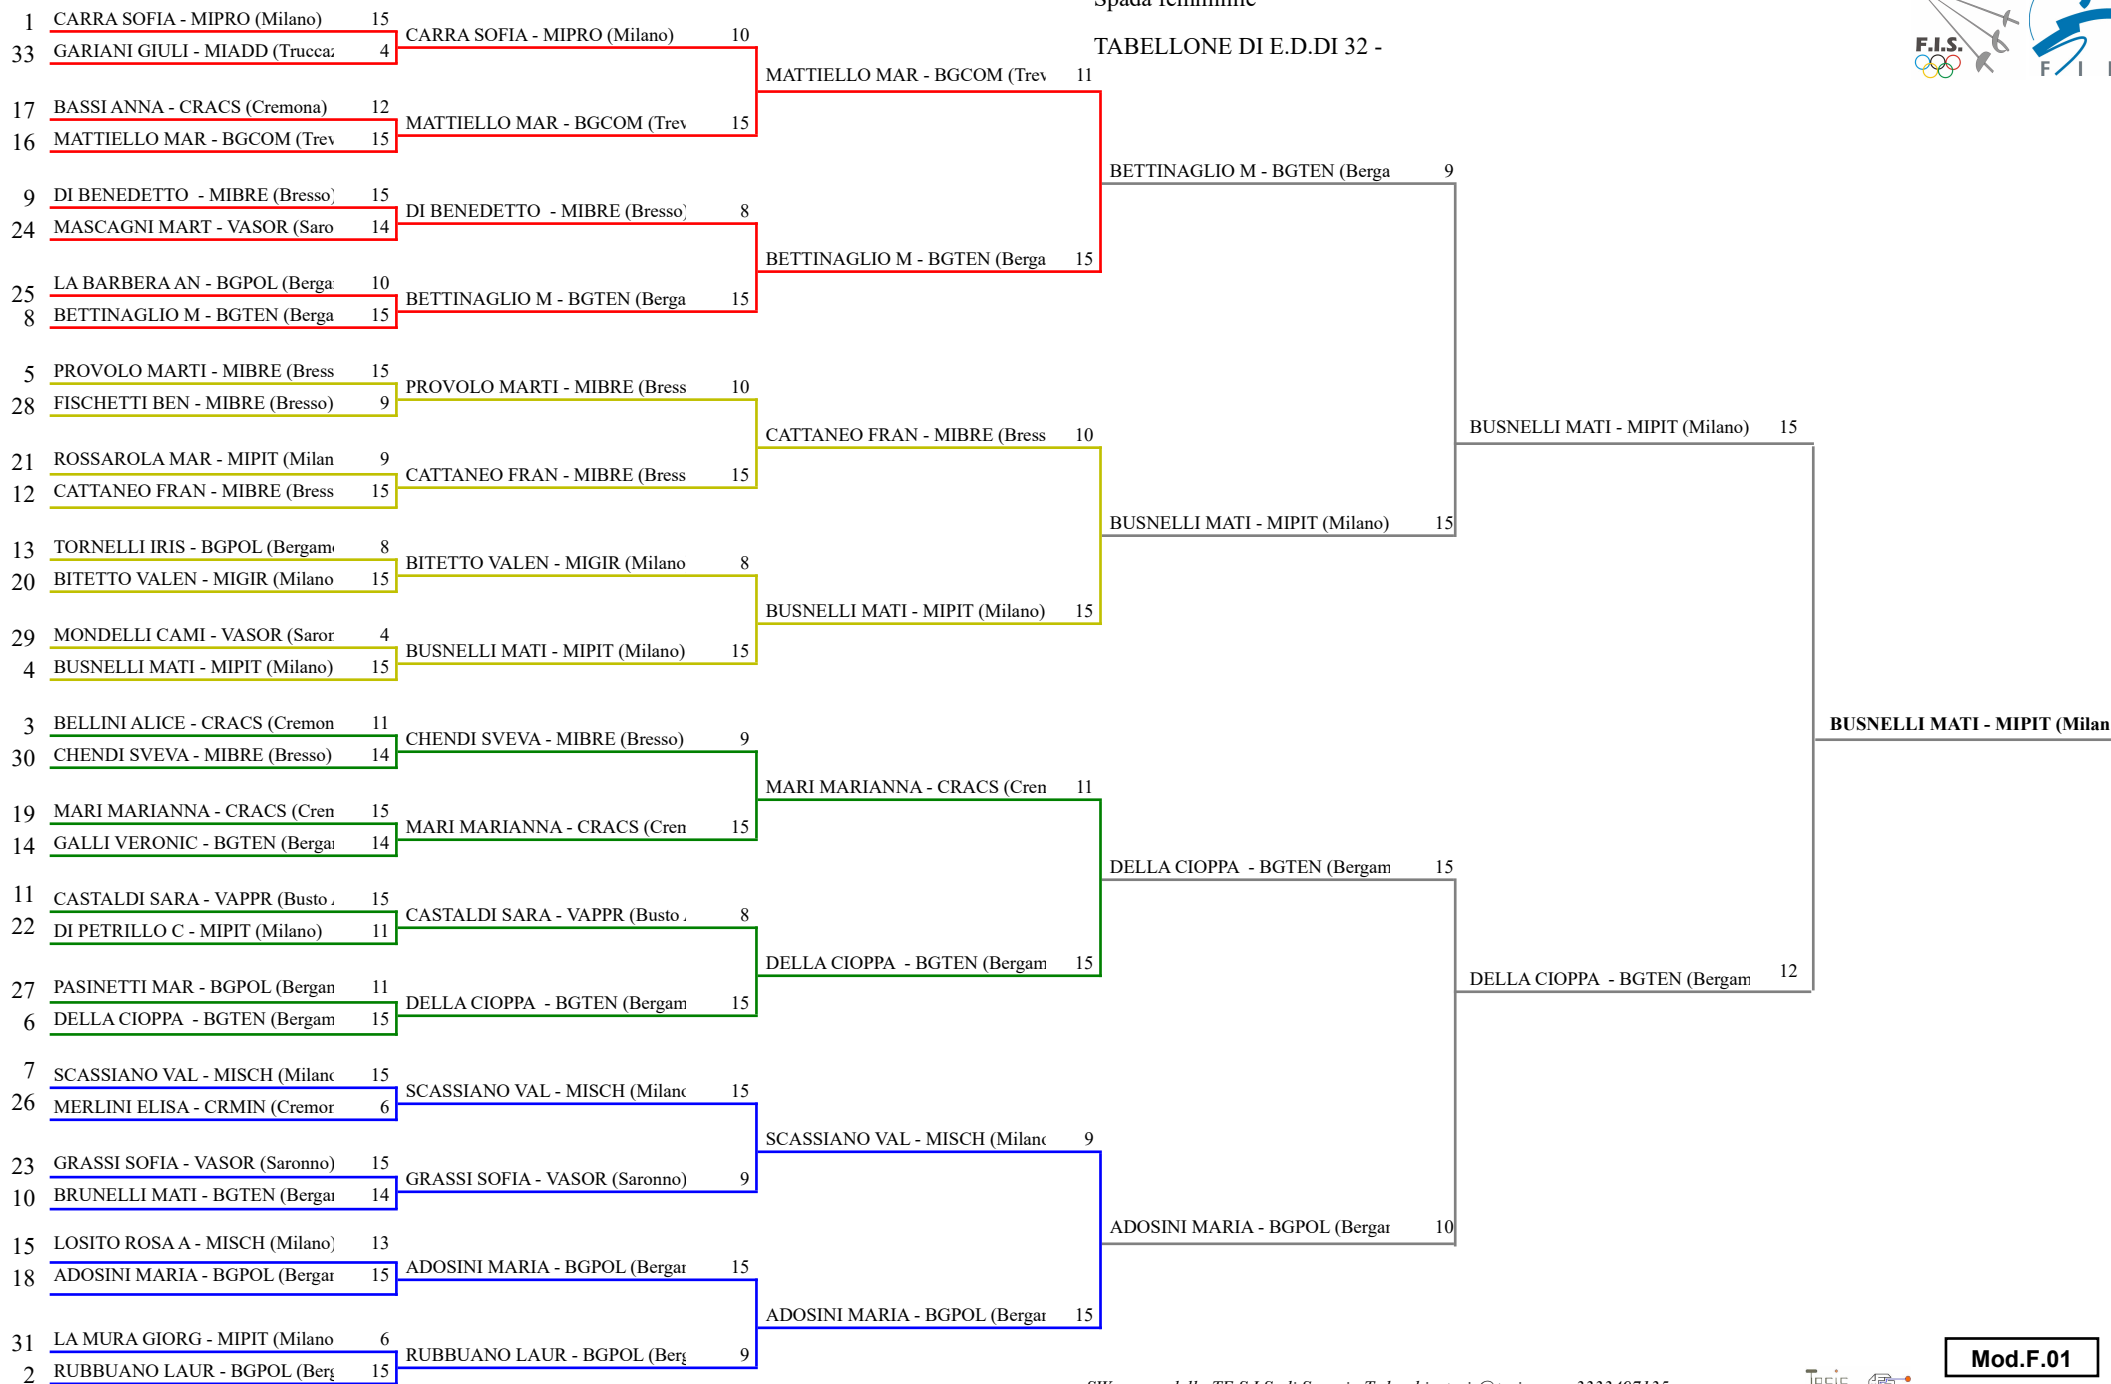 TABELLONE DI E.D.DI 32 -
F.I.S.
1 CARRA SOFIA - MIPRO (Milano) 15
33 GARIANI GIULI - MIADD (Trucca 4
17 BASSI ANNA - CRACS (Cremona) 12
16 MATTIELLO MAR - BGCOM (Trev 15
9 DI BENEDETTO - MIBRE (Bresso) 15
24 MASCAGNI MART - VASOR (Saro 14
25 LA BARBERA AN - BGPOL (Berga 10
8 BETTINAGLIO M - BGTEN (Berga 15
5 PROVOLO MARTI - MIBRE (Bress 15
28 FISCHETTI BEN - MIBRE (Bresso) 9
21 ROSSAROLA MAR - MIPIT (Milan 9
12 CATTANEO FRAN - MIBRE (Bress 15
13 TORNELLI IRIS - BGPOL (Bergam 8
20 BITETTO VALEN - MIGIR (Milano 15
29 MONDELLI CAMI - VASOR (Saror 4
4 BUSNELLI MATI - MIPIT (Milano) 15
3 BELLINI ALICE - CRACS (Cremon 11
30 CHENDI SVEVA - MIBRE (Bresso) 14
19 MARI MARIANNA - CRACS (Cren 15
14 GALLI VERONIC - BGTEN (Berga 14
11 CASTALDI SARA - VAPPR (Busto 15
22 DI PETRILLO C - MIPIT (Milano) 11
27 PASINETTI MAR - BGPOL (Bergan 11
6 DELLA CIOPPA - BGTEN (Bergam 15
7 SCASSIANO VAL - MISCH (Milano 15
26 MERLINI ELISA - CRMIN (Cremor 6
23 GRASSI SOFIA - VASOR (Saronno) 15
10 BRUNELLI MATI - BGTEN (Berga 14
15 LOSITO ROSA A - MISCH (Milano) 13
18 ADOSINI MARIA - BGPOL (Bergar 15
31 LA MURA GIORG - MIPIT (Milano 6
2 RUBBUANO LAUR - BGPOL (Berg 15
CARRA SOFIA - MIPRO (Milano) 10
MATTIELLO MAR - BGCOM (Trev 15
DI BENEDETTO - MIBRE (Bresso) 8
BETTINAGLIO M - BGTEN (Berga 15
PROVOLO MARTI - MIBRE (Bress 10
CATTANEO FRAN - MIBRE (Bress 15
BITETTO VALEN - MIGIR (Milano 8
BUSNELLI MATI - MIPIT (Milano) 15
CHENDI SVEVA - MIBRE (Bresso) 9
MARI MARIANNA - CRACS (Cren 15
CASTALDI SARA - VAPPR (Busto 8
DELLA CIOPPA - BGTEN (Bergam 15
SCASSIANO VAL - MISCH (Milano 15
GRASSI SOFIA - VASOR (Saronno) 9
ADOSINI MARIA - BGPOL (Bergar 15
RUBBUANO LAUR - BGPOL (Berg 9
MATTIELLO MAR - BGCOM (Trev 11
BETTINAGLIO M - BGTEN (Berga 15
CATTANEO FRAN - MIBRE (Bress 10
BUSNELLI MATI - MIPIT (Milano) 15
MARI MARIANNA - CRACS (Cren 11
DELLA CIOPPA - BGTEN (Bergam 15
SCASSIANO VAL - MISCH (Milano 9
ADOSINI MARIA - BGPOL (Bergar 15
BETTINAGLIO M - BGTEN (Berga 9
BUSNELLI MATI - MIPIT (Milano) 15
DELLA CIOPPA - BGTEN (Bergam 15
ADOSINI MARIA - BGPOL (Bergar 10
BUSNELLI MATI - MIPIT (Milano) 15
DELLA CIOPPA - BGTEN (Bergam 12
BUSNELLI MATI - MIPIT (Milan
Mod.F.01